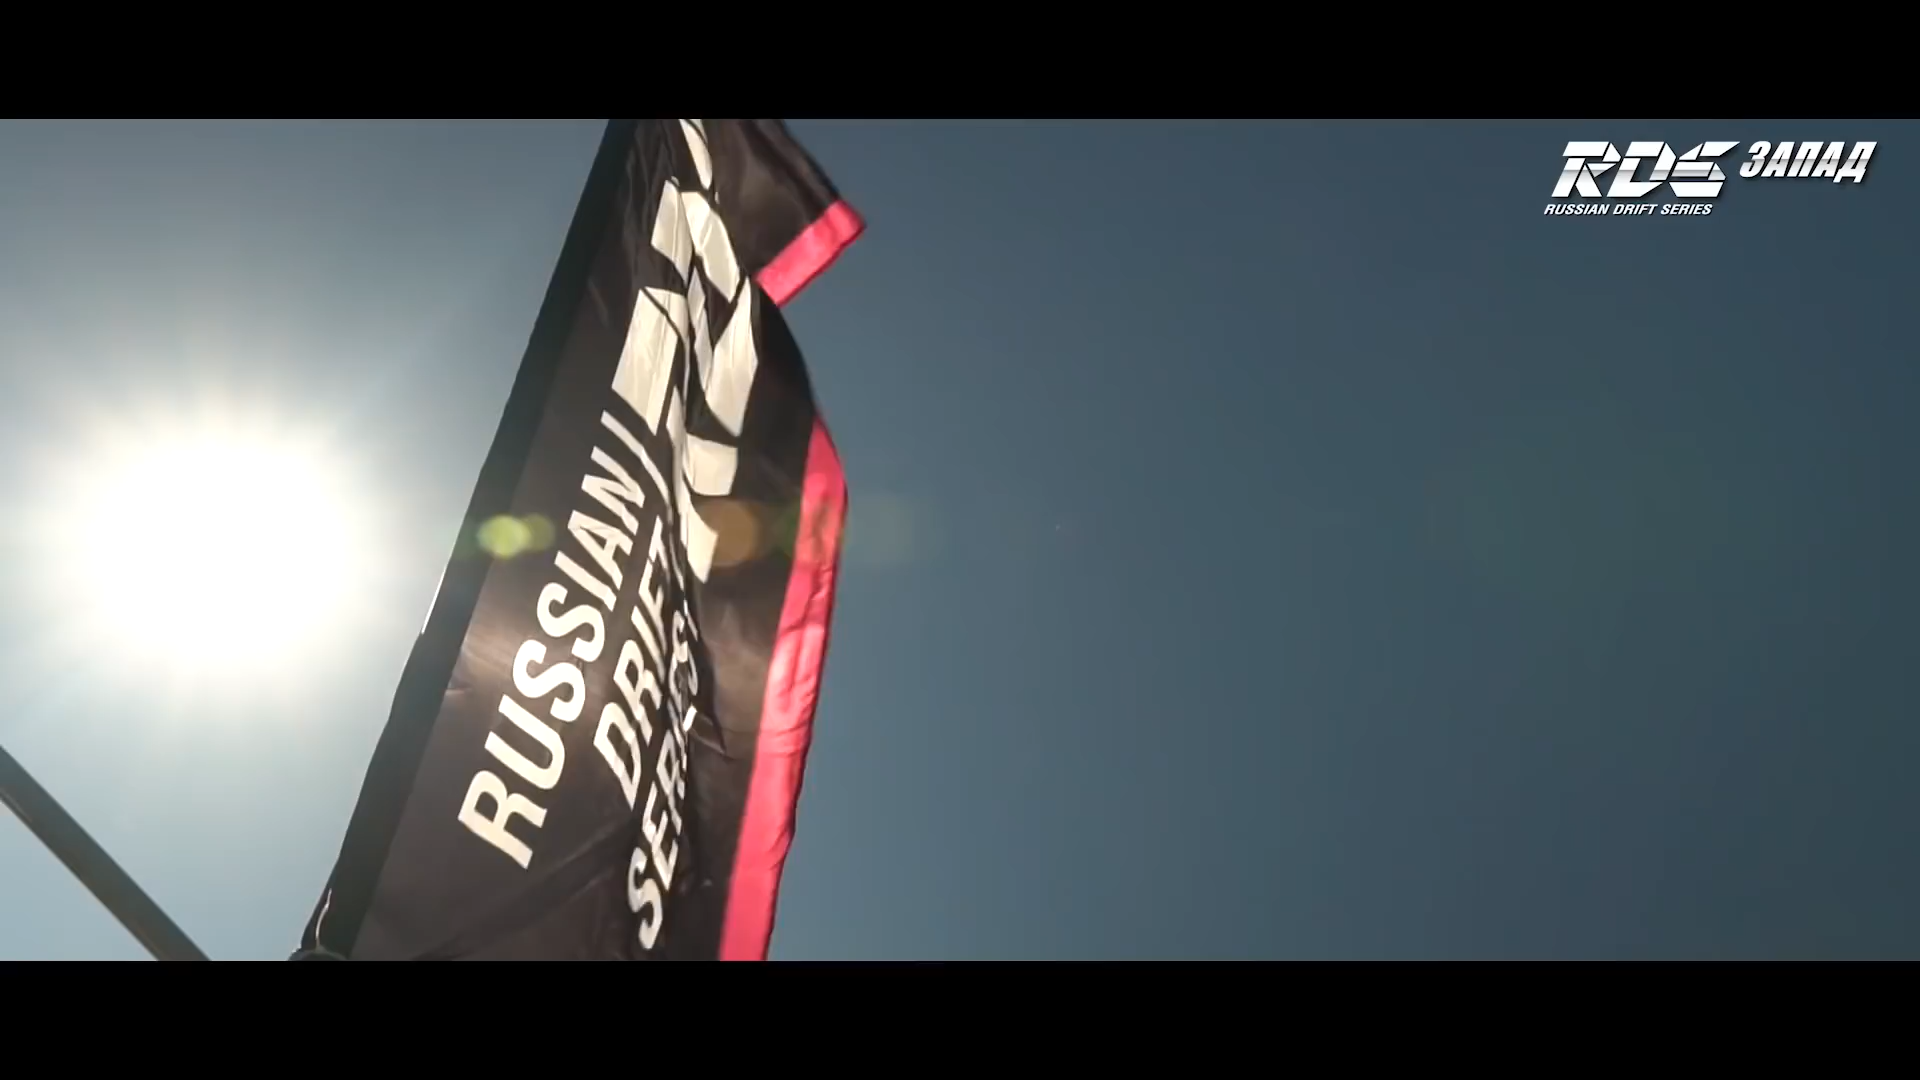 RDS ЗАПАД
RUSSIAN DRIFT SERIES
RUSSIAN
DRIFT
SERIES